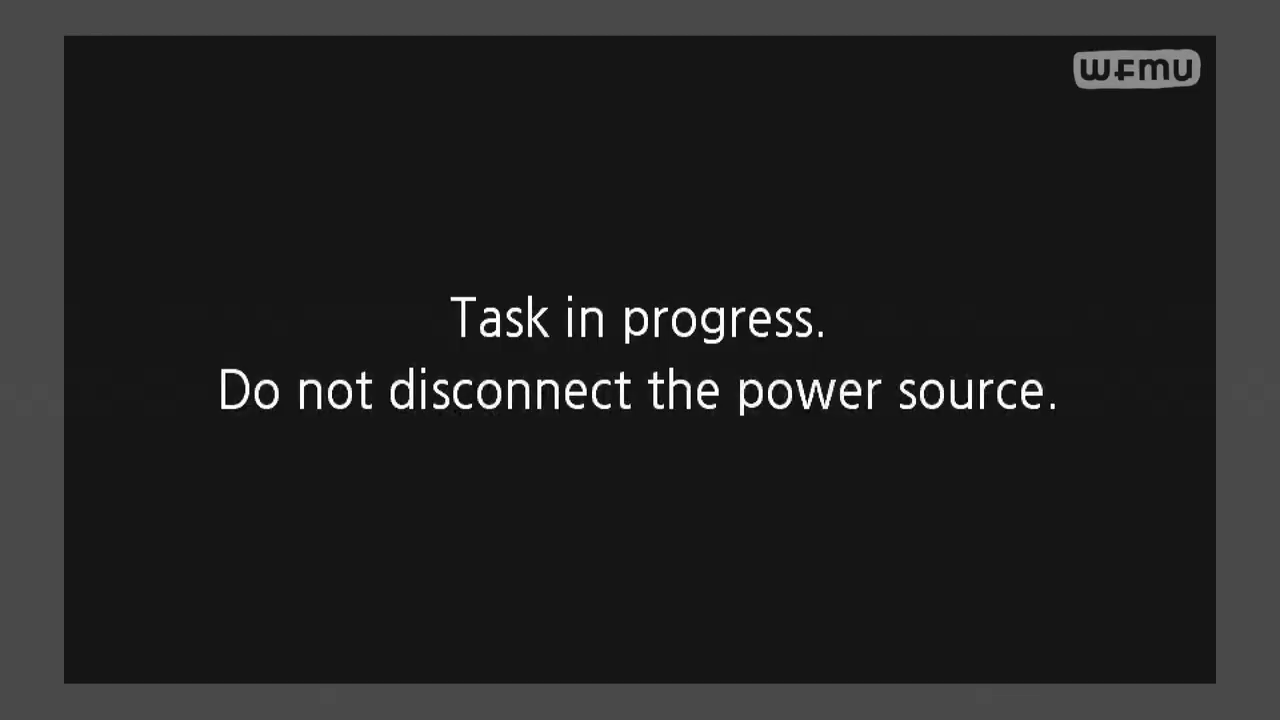 WFMU
Task in progress.
Do not disconnect the power source.